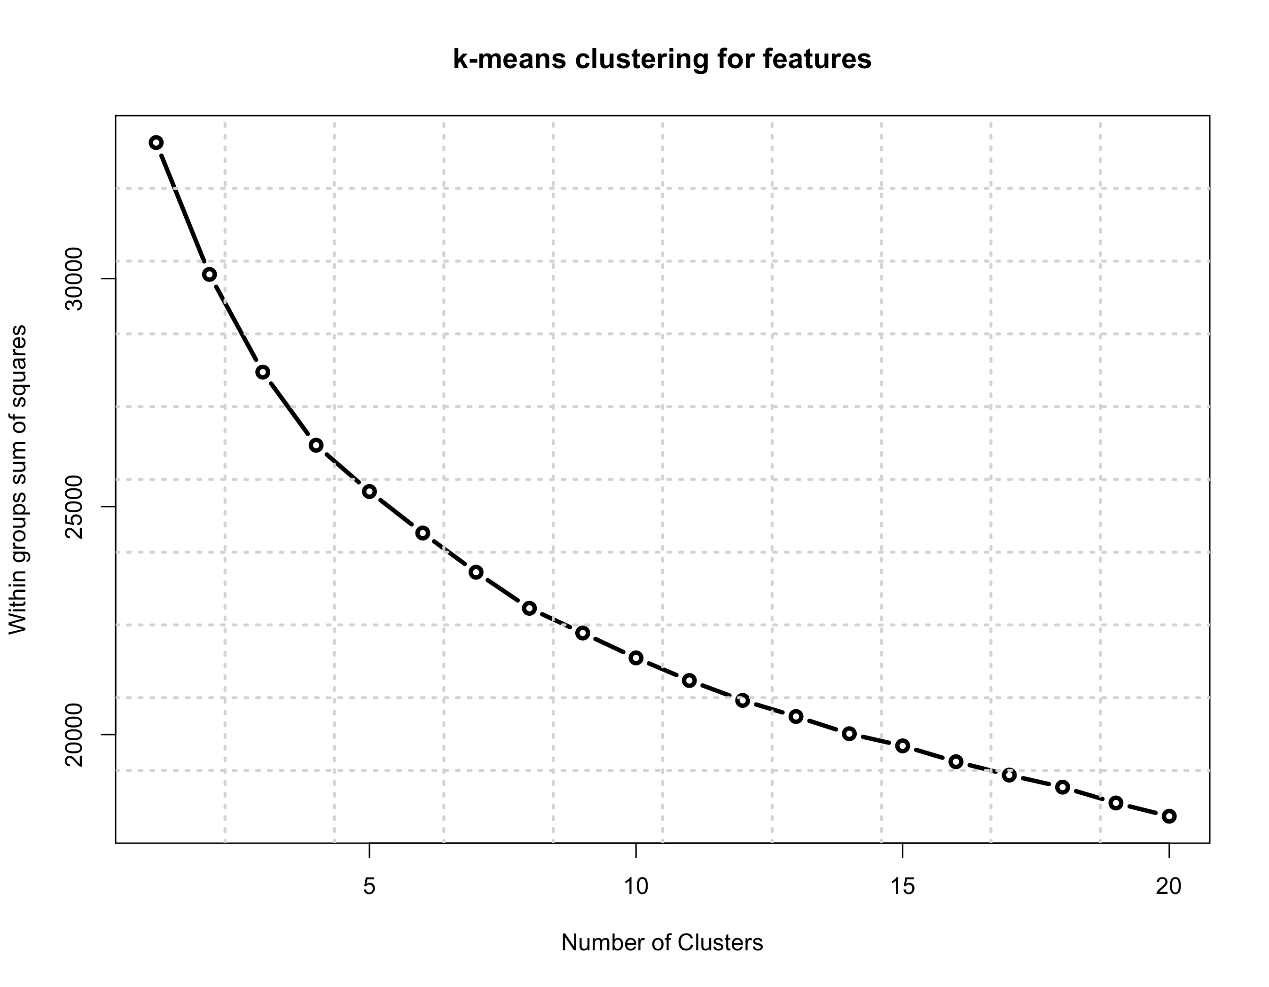 k-means clustering for features
Within groups sum of squares
30000
25000
20000
5
10
15
20
Number of Clusters